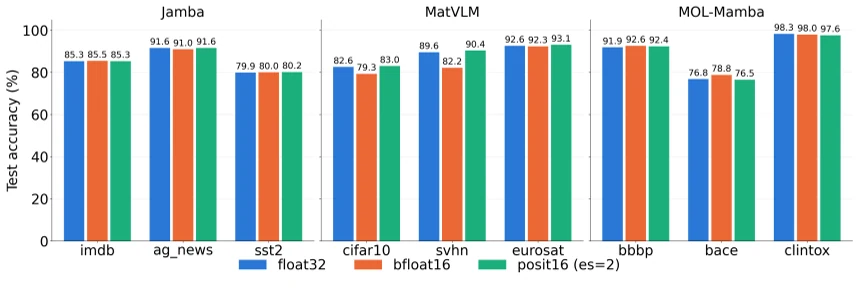 Jamba
MatVLM
MOL-Mamba
Test accuracy (%)
100
80
60
40
20
0
85.3 85.5 85.3
91.6 91.0 91.6
79.9 80.0 80.2
82.6 79.3 83.0
89.6 82.2 90.4
92.6 92.3 93.1
91.9 92.6 92.4
76.8 78.8 76.5
98.3 98.0 97.6
imdb ag_news sst2
cifar10 svhn eurosat
bbbp bace clintox
float32 bfloat16 posit16 (es=2)